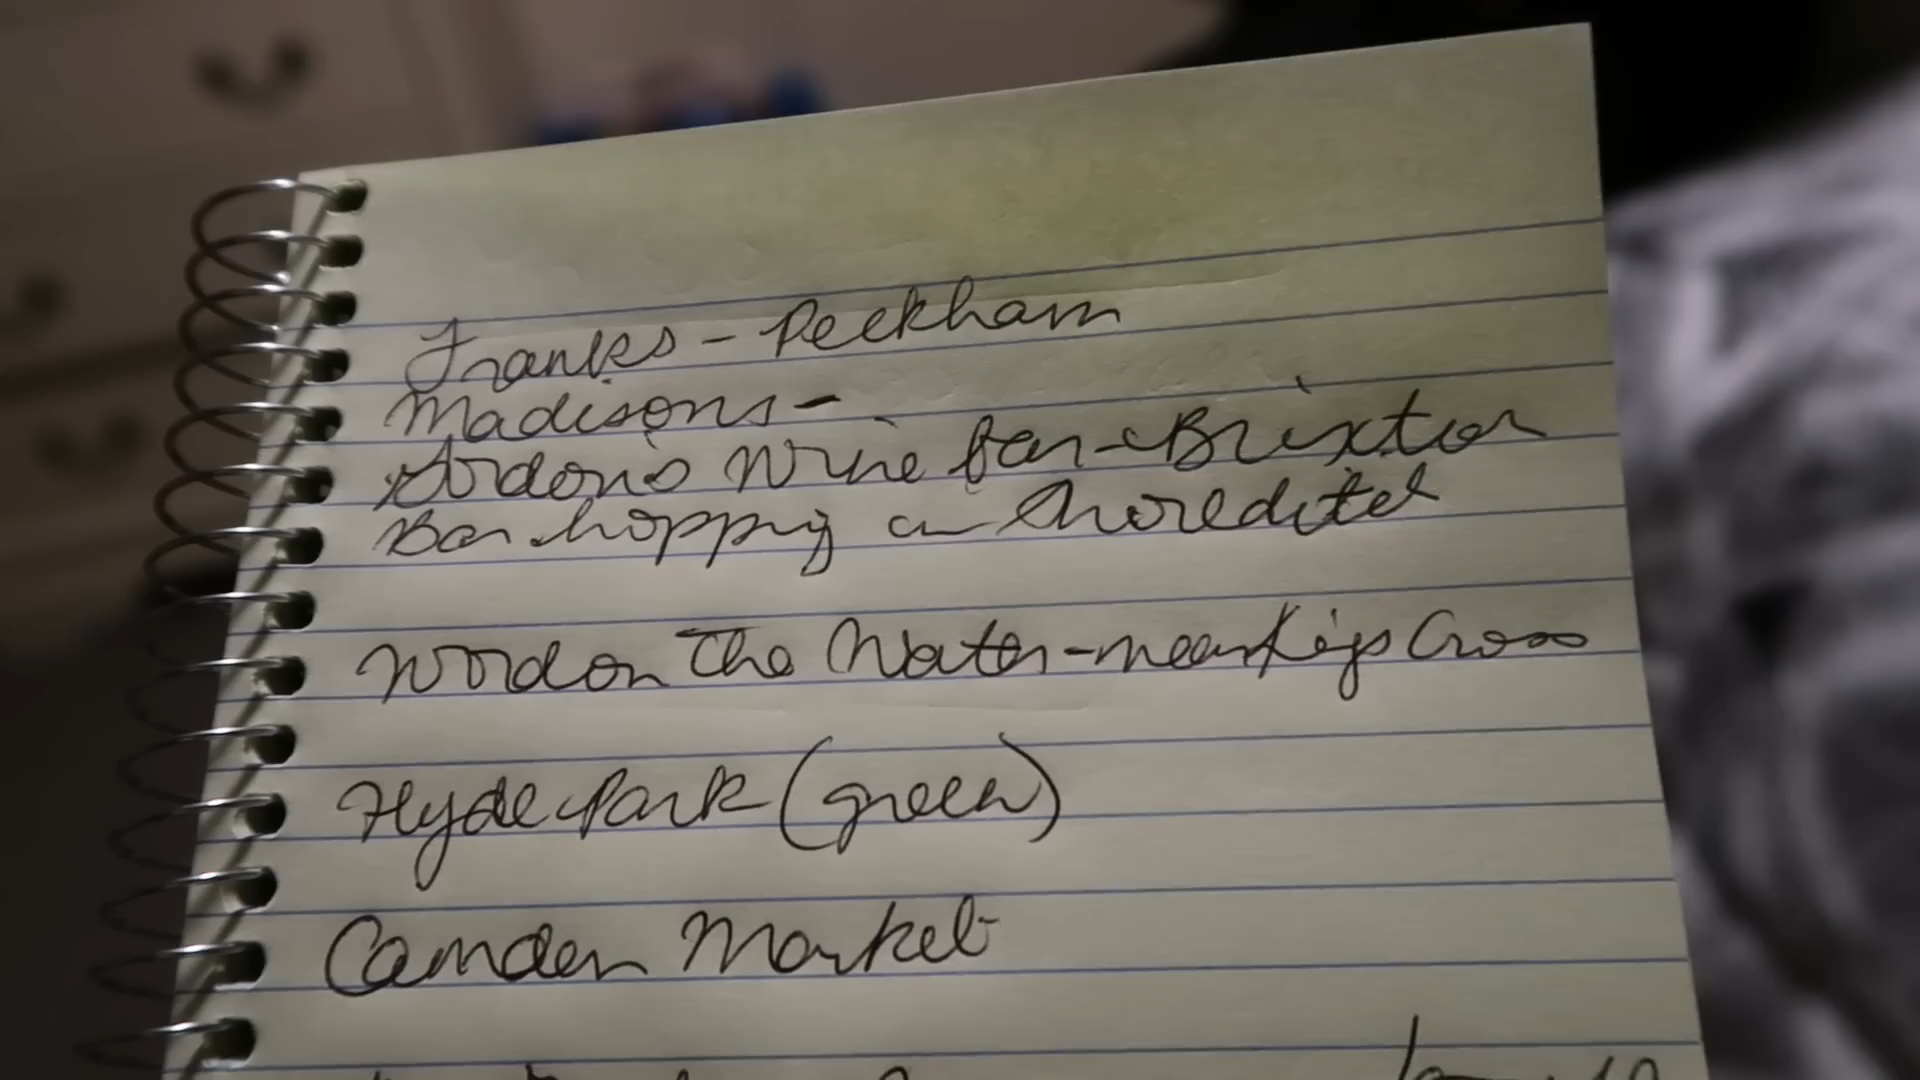 Franks - Peckham
Madisons -
Gordon's Wine Bar - Brixton
Bar hopping in Shoreditch
Word on The Water - near Kings Cross
Hyde Park (green)
Camden Market